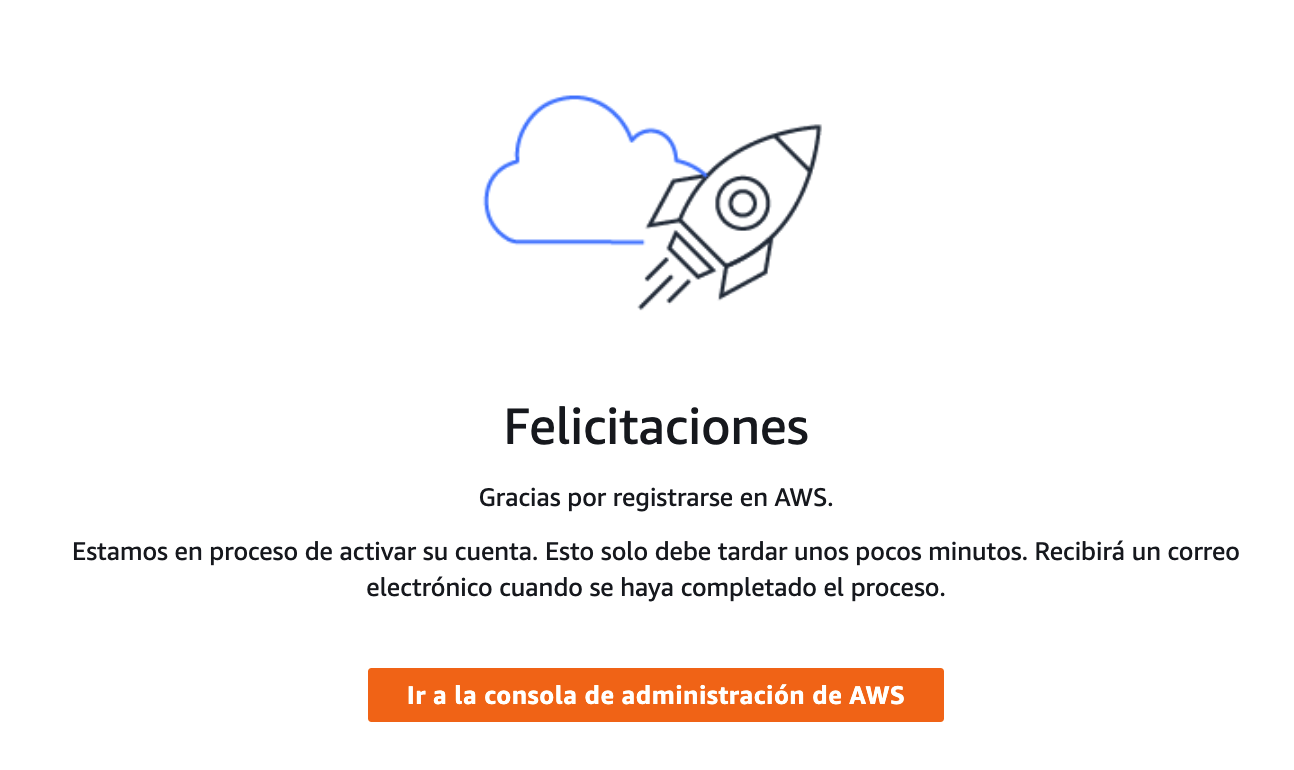 Felicitaciones
Gracias por registrarse en AWS.
Estamos en proceso de activar su cuenta. Esto solo debe tardar unos pocos minutos. Recibirá un correo
electrónico cuando se haya completado el proceso.
Ir a la consola de administración de AWS